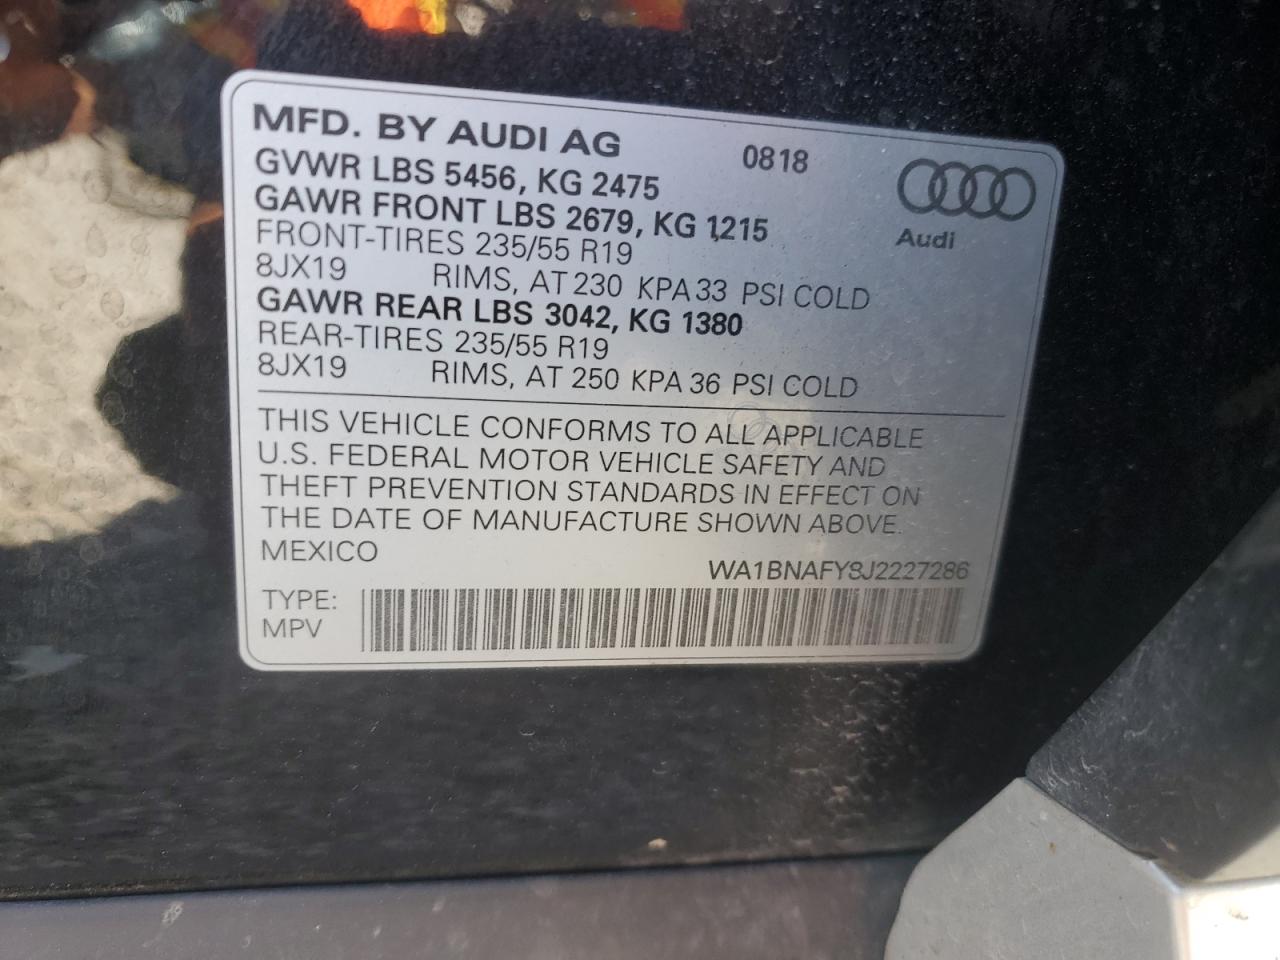 MFD. BY AUDI AG 0818
GVWR LBS 5456, KG 2475
GAWR FRONT LBS 2679, KG 1215
Audi
FRONT-TIRES 235/55 R19
8JX19 RIMS, AT 230 KPA 33 PSI COLD
GAWR REAR LBS 3042, KG 1380
REAR-TIRES 235/55 R19
8JX19 RIMS, AT 250 KPA 36 PSI COLD
THIS VEHICLE CONFORMS TO ALL APPLICABLE
U.S. FEDERAL MOTOR VEHICLE SAFETY AND
THEFT PREVENTION STANDARDS IN EFFECT ON
THE DATE OF MANUFACTURE SHOWN ABOVE.
MEXICO WA1BNAFY8J2227286
TYPE:
MPV